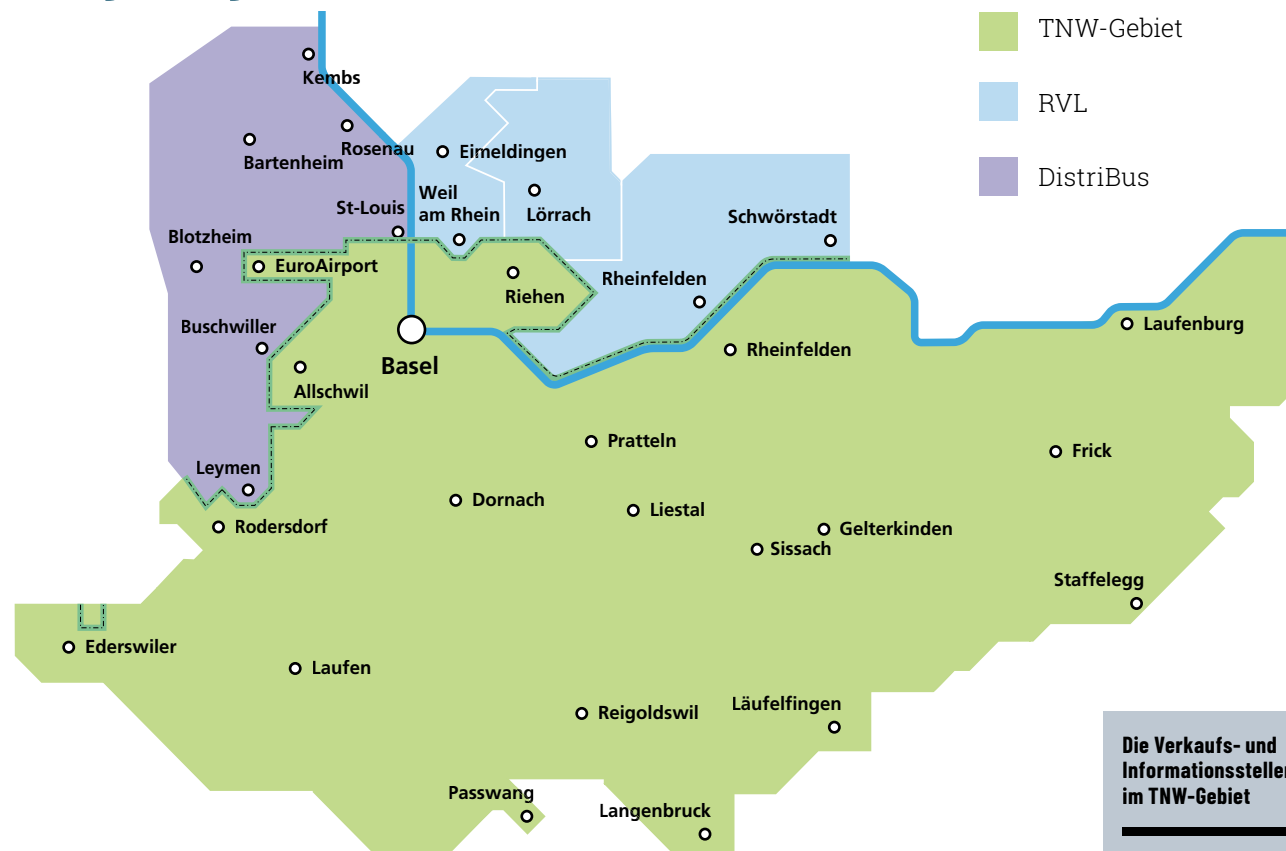 TNW-Gebiet
RVL
DistriBus
Kembs
Rosenau
Bartenheim
Eimeldingen
Weil
am Rhein
Lörrach
St-Louis
Schwörstadt
Blotzheim
EuroAirport
Riehen
Rheinfelden
Laufenburg
Buschwiller
Basel
Rheinfelden
Allschwil
Pratteln
Frick
Leymen
Dornach
Liestal
Rodersdorf
Gelterkinden
Sissach
Staffelegg
Ederswiler
Laufen
Reigoldswil
Läufelfingen
Passwang
Langenbruck
Die Verkaufs- und
Informationsstellen
im TNW-Gebiet